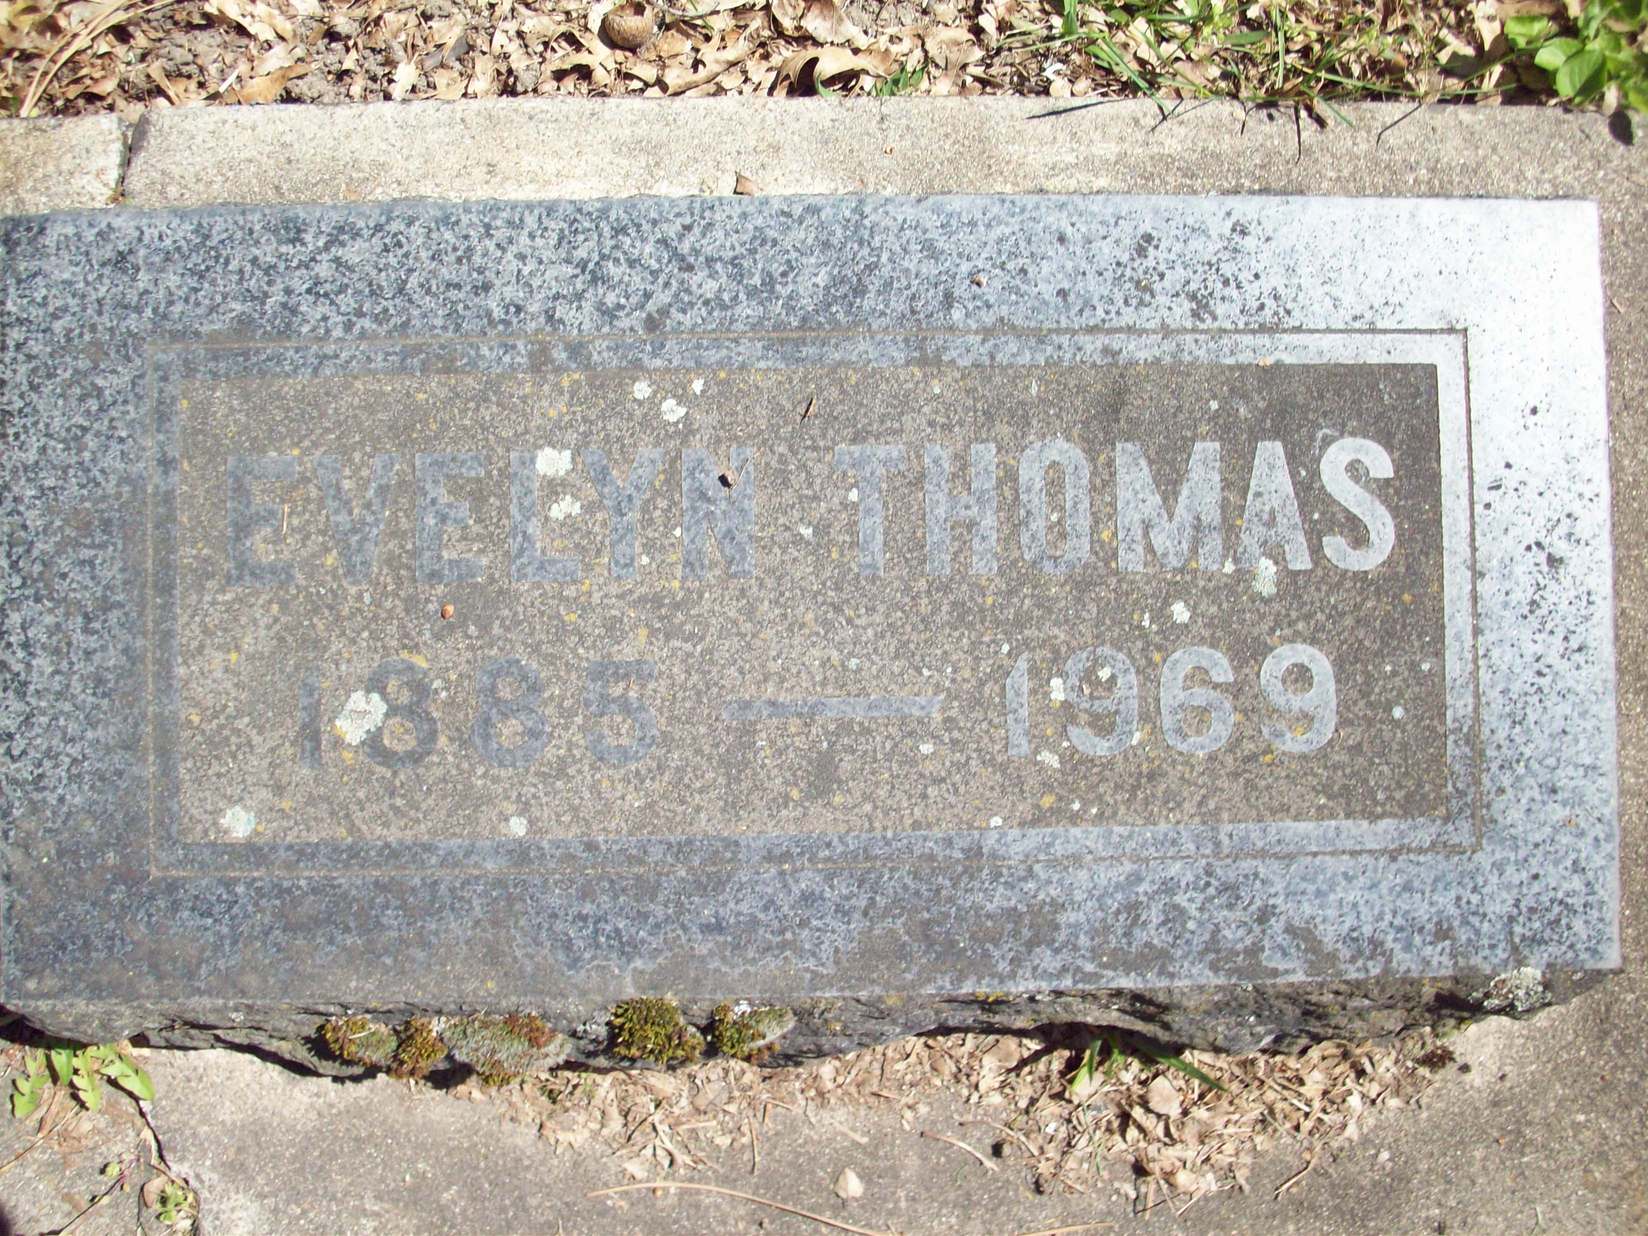 EVELYN THOMAS
1885 — 1969